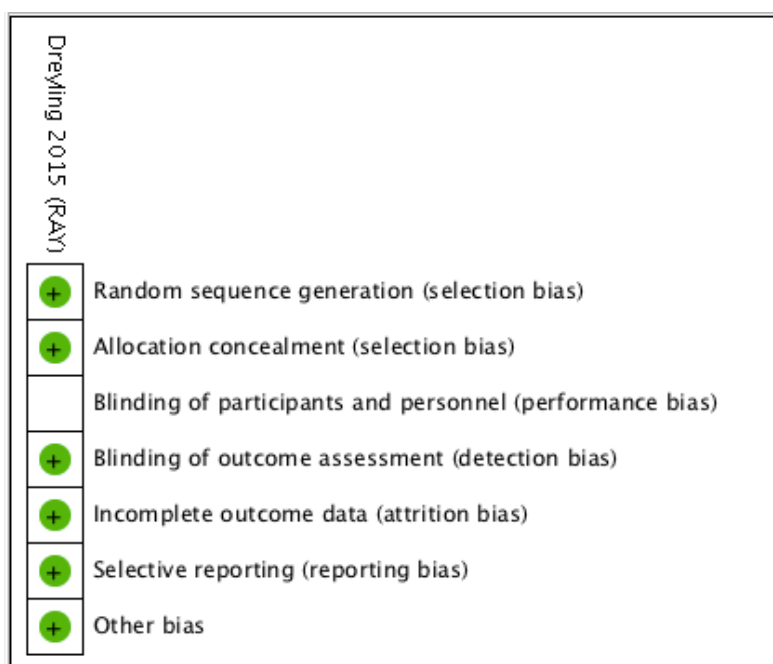 Dreyling 2015 (RAY)
+ Random sequence generation (selection bias)
+ Allocation concealment (selection bias)
Blinding of participants and personnel (performance bias)
+ Blinding of outcome assessment (detection bias)
+ Incomplete outcome data (attrition bias)
+ Selective reporting (reporting bias)
+ Other bias